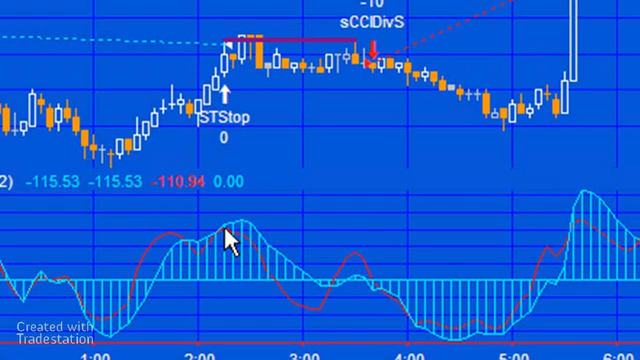 -10
sCCIDivS
STStop
0
2) -115.53 -115.53 -110.94 0.00
Created with
Tradestation
1:00 2:00 3:00 4:00 5:00 6:00